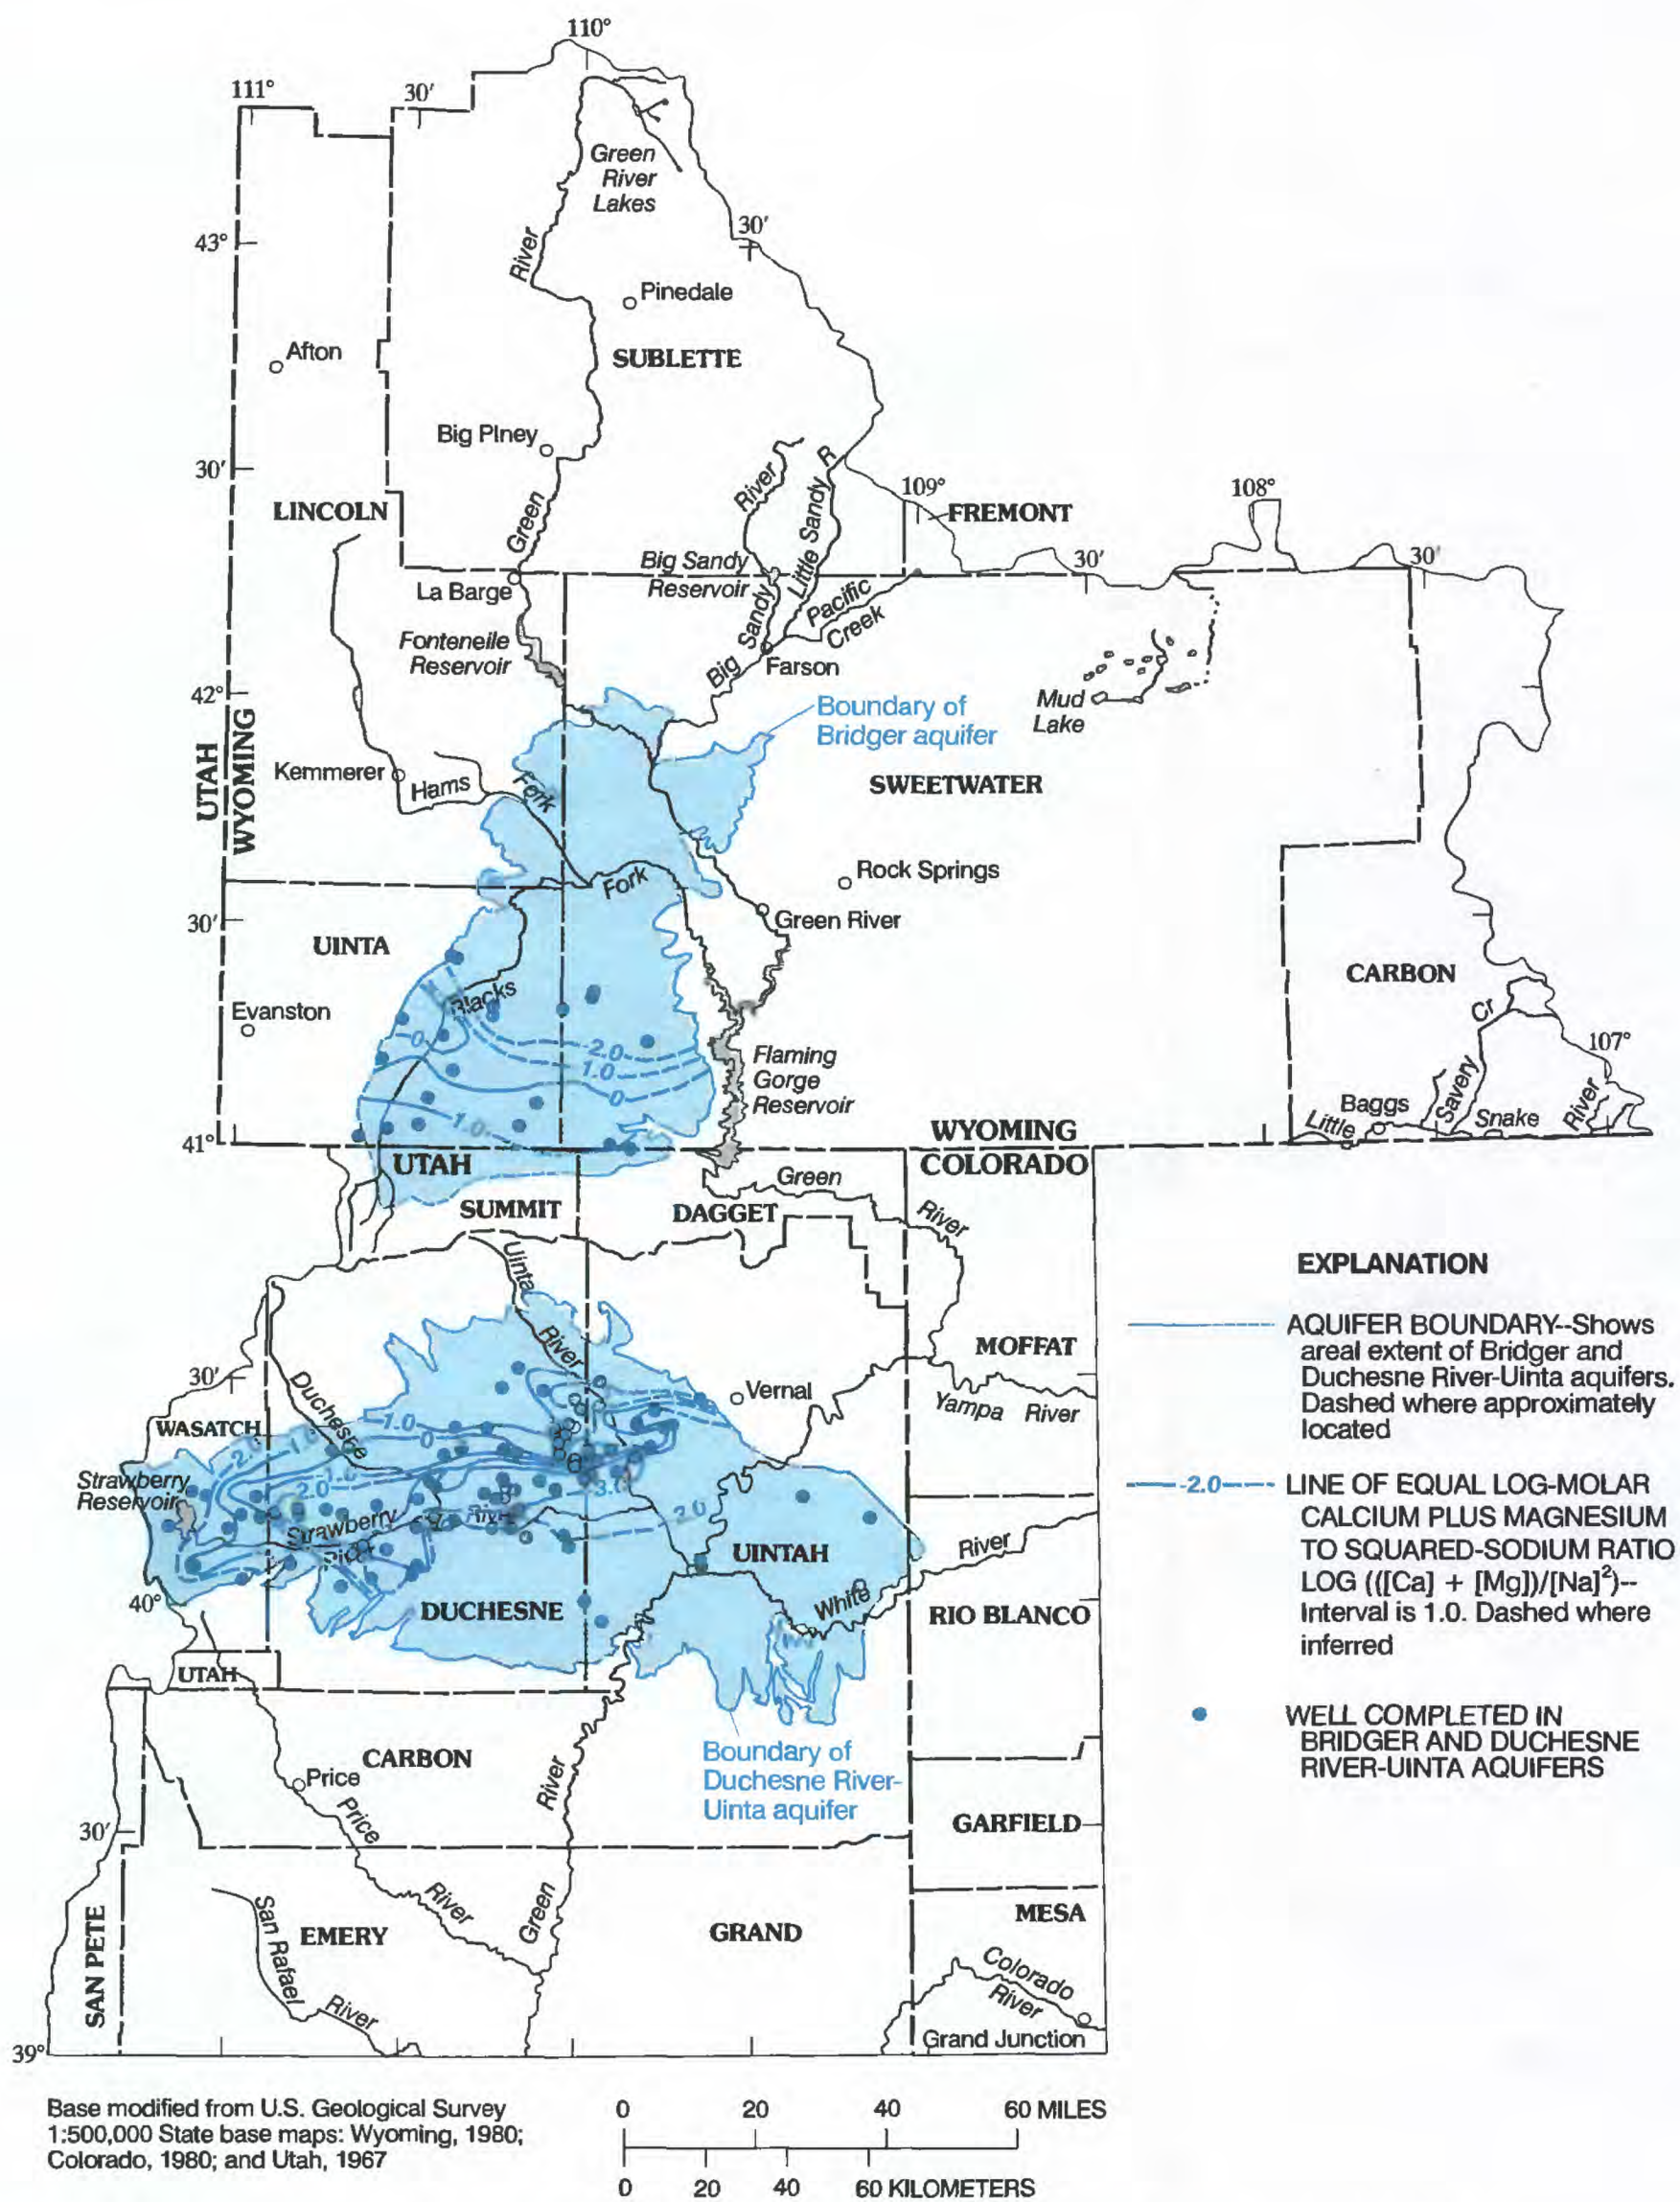 110°
111°
30'
Green
River
Lakes
30'
43°
River
Pinedale
Afton
SUBLETTE
Big Piney
30'
River
Little Sandy
R
109°
108°
LINCOLN
Green
FREMONT
Big Sandy
Reservoir
30'
30'
La Barge
Pacific
Creek
Fontenelle
Reservoir
Big Sandy
Farson
42°
Boundary of
Bridger aquifer
Mud
Lake
UTAH
WYOMING
Kemmerer
Hams
Fork
SWEETWATER
Fork
Rock Springs
30'
Green River
UINTA
CARBON
Blacks
Evanston
Cr
107°
0
-2.0
-1.0
0
Flaming
Gorge
Reservoir
1.0
Baggs
Savery
River
Little
Snake
41°
WYOMING
UTAH
COLORADO
Green
SUMMIT
DAGGET
River
Uinta
River
EXPLANATION
AQUIFER BOUNDARY--Shows
areal extent of Bridger and
Duchesne River-Uinta aquifers.
Dashed where approximately
located
MOFFAT
30'
Duchesne
Vernal
Yampa River
WASATCH
-1.0
0
-2.0
-1.0
-1.0
-2.0
Strawberry
Reservoir
-3.0
-2.0
-2.0
LINE OF EQUAL LOG-MOLAR
CALCIUM PLUS MAGNESIUM
TO SQUARED-SODIUM RATIO
LOG (([Ca] + [Mg])/[Na]²)--
Interval is 1.0. Dashed where
inferred
Strawberry
River
UINTAH
River
40°
DUCHESNE
White
RIO BLANCO
UTAH
WELL COMPLETED IN
BRIDGER AND DUCHESNE
RIVER-UINTA AQUIFERS
CARBON
Boundary of
Duchesne River-
Uinta aquifer
Price
River
Price
30'
GARFIELD
River
Green
SAN PETE
San Rafael
EMERY
GRAND
MESA
River
Colorado
River
Grand Junction
39°
Base modified from U.S. Geological Survey
1:500,000 State base maps: Wyoming, 1980;
Colorado, 1980; and Utah, 1967
0 20 40 60 MILES
0 20 40 60 KILOMETERS